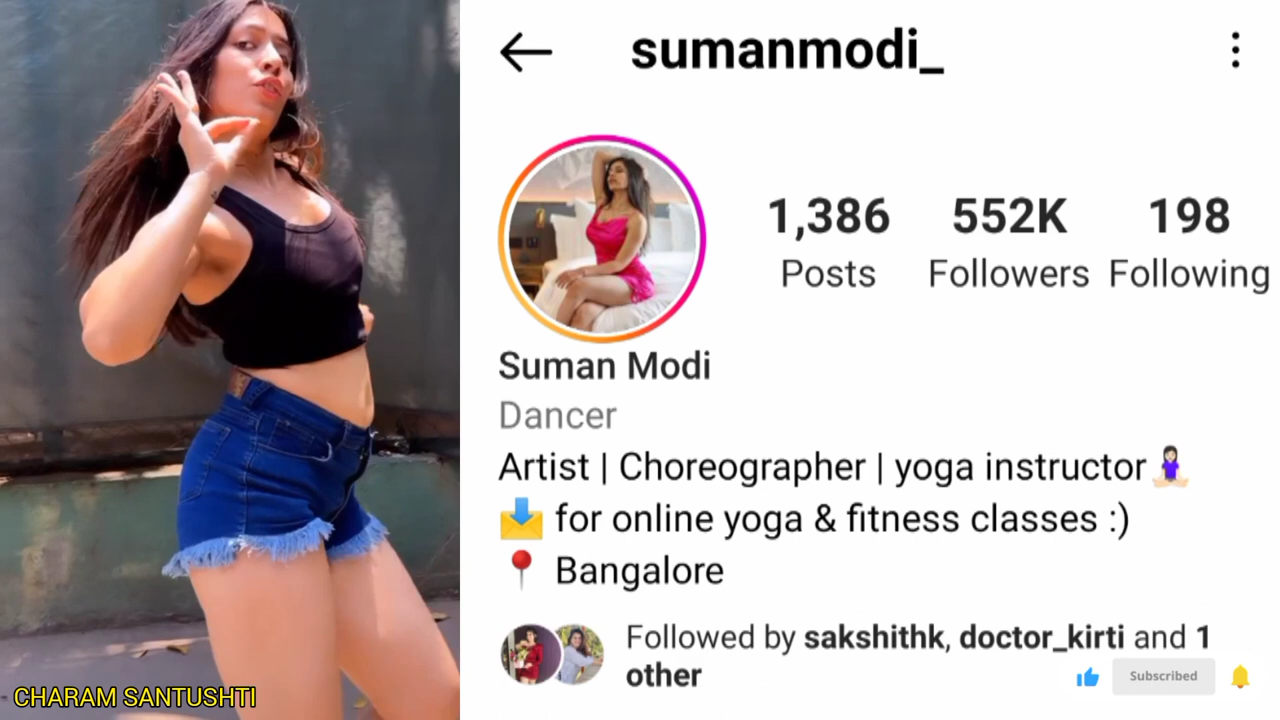 sumanmodi_
1,386 552K 198
Posts Followers Following
Suman Modi
Dancer
Artist | Choreographer | yoga instructor🧘🏻‍♀️
📩 for online yoga & fitness classes :)
📍 Bangalore
Followed by sakshithk, doctor_kirti and 1
other
Subscribed
CHARAM SANTUSHTI